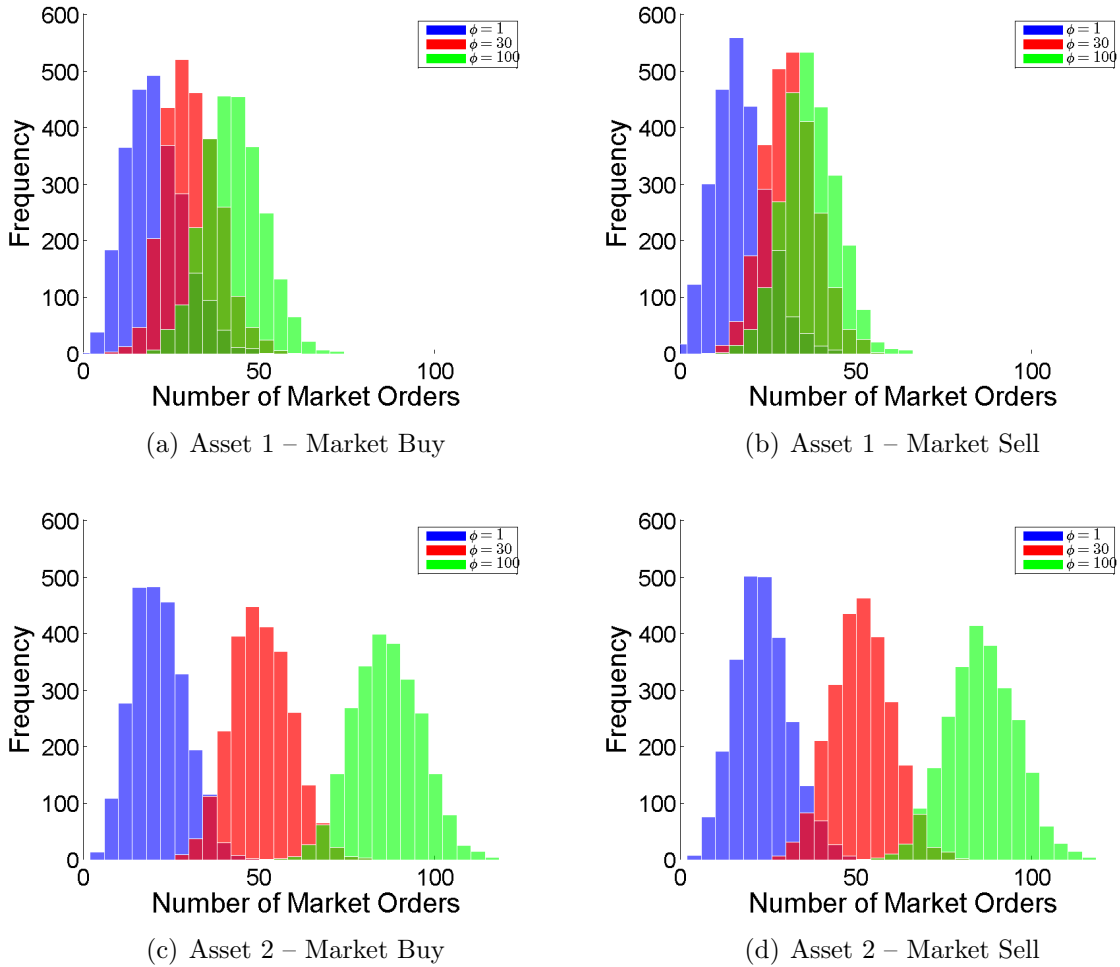 600
500
400
300
200
100
0
0 50 100
Frequency
Number of Market Orders
ϕ = 1
ϕ = 30
ϕ = 100
(a) Asset 1 – Market Buy
600
500
400
300
200
100
0
0 50 100
Frequency
Number of Market Orders
ϕ = 1
ϕ = 30
ϕ = 100
(b) Asset 1 – Market Sell
600
500
400
300
200
100
0
0 50 100
Frequency
Number of Market Orders
ϕ = 1
ϕ = 30
ϕ = 100
(c) Asset 2 – Market Buy
600
500
400
300
200
100
0
0 50 100
Frequency
Number of Market Orders
ϕ = 1
ϕ = 30
ϕ = 100
(d) Asset 2 – Market Sell